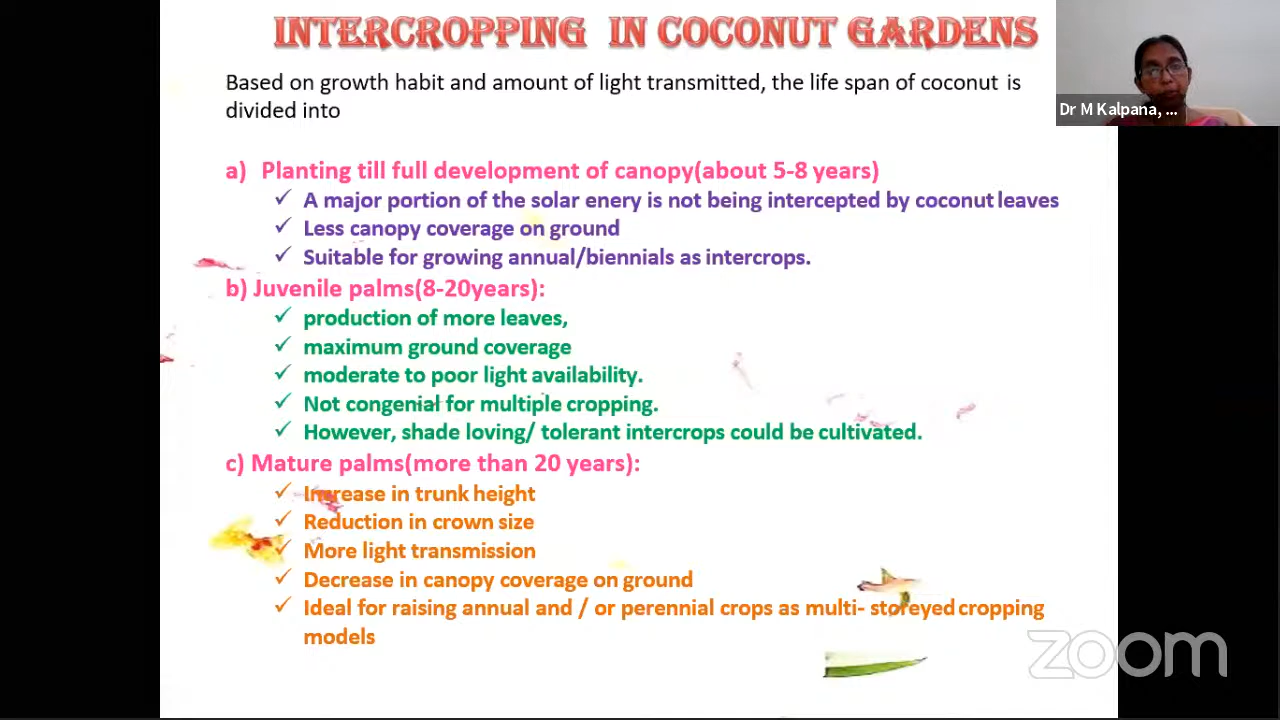 INTERCROPPING IN COCONUT GARDENS
Based on growth habit and amount of light transmitted, the life span of coconut is
divided into
a) Planting till full development of canopy(about 5-8 years)
✓ A major portion of the solar enery is not being intercepted by coconut leaves
✓ Less canopy coverage on ground
✓ Suitable for growing annual/biennials as intercrops.
b) Juvenile palms(8-20years):
✓ production of more leaves,
✓ maximum ground coverage
✓ moderate to poor light availability.
✓ Not congenial for multiple cropping.
✓ However, shade loving/ tolerant intercrops could be cultivated.
c) Mature palms(more than 20 years):
✓ Increase in trunk height
✓ Reduction in crown size
✓ More light transmission
✓ Decrease in canopy coverage on ground
✓ Ideal for raising annual and / or perennial crops as multi- storeyed cropping
models
Dr M Kalpana, ...
zoom